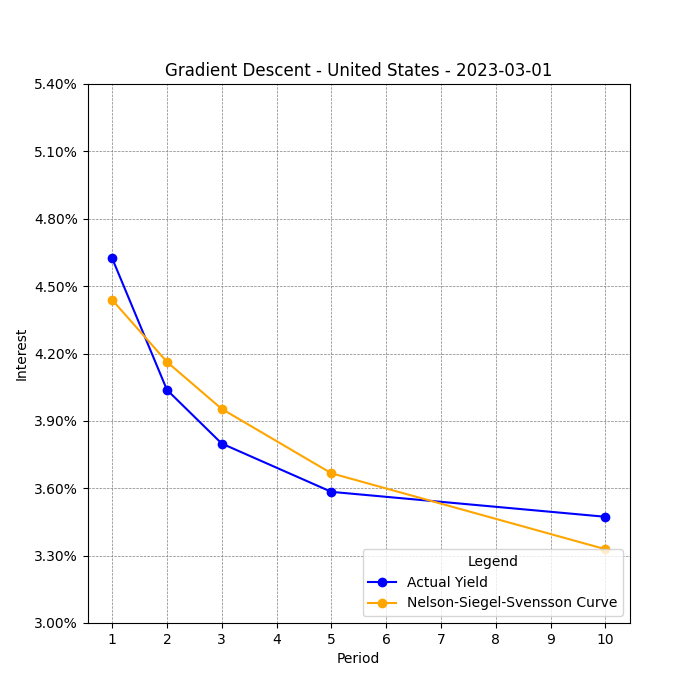 Gradient Descent - United States - 2023-03-01
5.40%
5.10%
4.80%
4.50%
4.20%
3.90%
3.60%
3.30%
3.00%
Interest
1 2 3 4 5 6 7 8 9 10
Period
Legend
Actual Yield
Nelson-Siegel-Svensson Curve